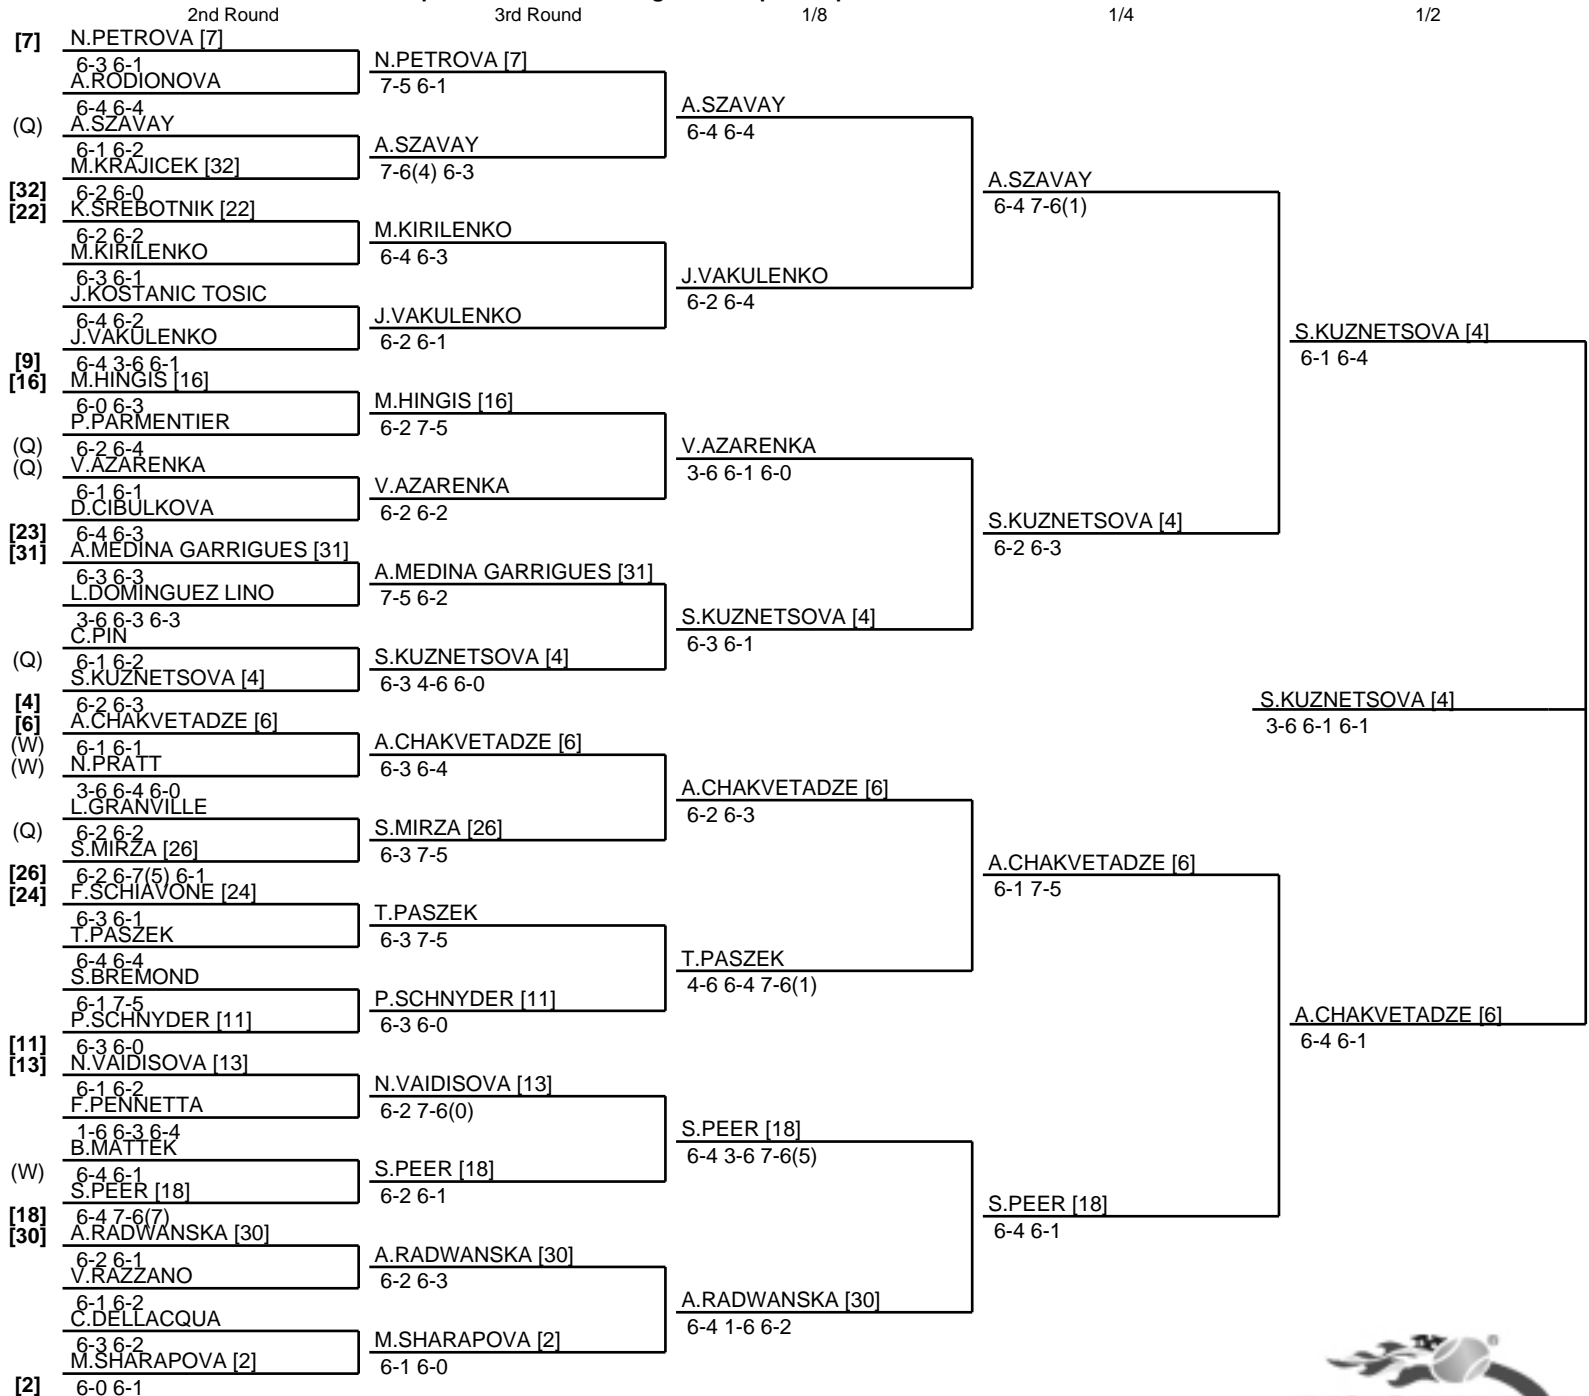 2nd Round
3rd Round
1/8
1/4
1/2
[7]
N.PETROVA [7]
6-3 6-1
A.RODIONOVA
6-4 6-4
(Q)
A.SZAVAY
6-1 6-2
M.KRAJICEK [32]
[32]
6-2 6-0
[22]
K.SREBOTNIK [22]
6-2 6-2
M.KIRILENKO
6-3 6-1
J.KOSTANIC TOSIC
6-4 6-2
J.VAKULENKO
[9]
6-4 3-6 6-1
[16]
M.HINGIS [16]
6-0 6-3
P.PARMENTIER
(Q)
6-2 6-4
(Q)
V.AZARENKA
6-1 6-1
D.CIBULKOVA
[23]
6-4 6-3
[31]
A.MEDINA GARRIGUES [31]
6-3 6-3
L.DOMINGUEZ LINO
3-6 6-3 6-3
C.PIN
(Q)
6-1 6-2
S.KUZNETSOVA [4]
[4]
6-2 6-3
[6]
A.CHAKVETADZE [6]
(W)
6-1 6-1
(W)
N.PRATT
3-6 6-4 6-0
L.GRANVILLE
(Q)
6-2 6-2
S.MIRZA [26]
[26]
6-2 6-7(5) 6-1
[24]
F.SCHIAVONE [24]
6-3 6-1
T.PASZEK
6-4 6-4
S.BREMOND
6-1 7-5
P.SCHNYDER [11]
[11]
6-3 6-0
[13]
N.VAIDISOVA [13]
6-1 6-2
F.PENNETTA
1-6 6-3 6-4
B.MATTEK
(W)
6-4 6-1
S.PEER [18]
[18]
6-4 7-6(7)
[30]
A.RADWANSKA [30]
6-2 6-1
V.RAZZANO
6-1 6-2
C.DELLACQUA
6-3 6-2
M.SHARAPOVA [2]
[2]
6-0 6-1
N.PETROVA [7]
7-5 6-1
A.SZAVAY
7-6(4) 6-3
M.KIRILENKO
6-4 6-3
J.VAKULENKO
6-2 6-1
M.HINGIS [16]
6-2 7-5
V.AZARENKA
6-2 6-2
A.MEDINA GARRIGUES [31]
7-5 6-2
S.KUZNETSOVA [4]
6-3 4-6 6-0
A.CHAKVETADZE [6]
6-3 6-4
S.MIRZA [26]
6-3 7-5
T.PASZEK
6-3 7-5
P.SCHNYDER [11]
6-3 6-0
N.VAIDISOVA [13]
6-2 7-6(0)
S.PEER [18]
6-2 6-1
A.RADWANSKA [30]
6-2 6-3
M.SHARAPOVA [2]
6-1 6-0
A.SZAVAY
6-4 6-4
J.VAKULENKO
6-2 6-4
V.AZARENKA
3-6 6-1 6-0
S.KUZNETSOVA [4]
6-3 6-1
A.CHAKVETADZE [6]
6-2 6-3
T.PASZEK
4-6 6-4 7-6(1)
S.PEER [18]
6-4 3-6 7-6(5)
A.RADWANSKA [30]
6-4 1-6 6-2
A.SZAVAY
6-4 7-6(1)
S.KUZNETSOVA [4]
6-2 6-3
A.CHAKVETADZE [6]
6-1 7-5
S.PEER [18]
6-4 6-1
S.KUZNETSOVA [4]
6-1 6-4
A.CHAKVETADZE [6]
6-4 6-1
S.KUZNETSOVA [4]
3-6 6-1 6-1